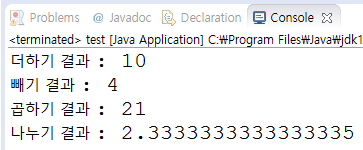 Problems @ Javadoc Declaration Console
<terminated> test [Java Application] C:₩Program Files₩Java₩jdk1
더하기 결과 : 10
빼기 결과 : 4
곱하기 결과 : 21
나누기 결과 : 2.3333333333333335